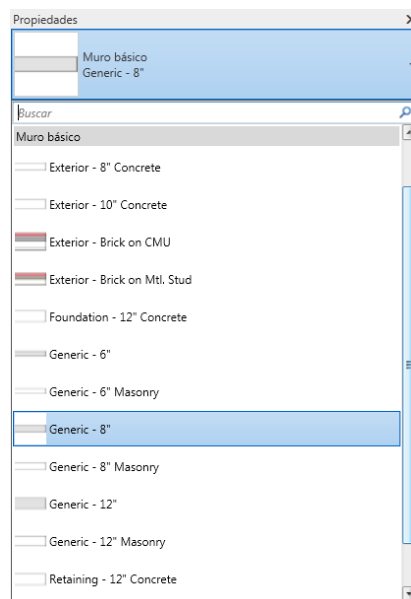 Propiedades
Muro básico
Generic - 8"
Buscar
Muro básico
Exterior - 8" Concrete
Exterior - 10" Concrete
Exterior - Brick on CMU
Exterior - Brick on Mtl. Stud
Foundation - 12" Concrete
Generic - 6"
Generic - 6" Masonry
Generic - 8"
Generic - 8" Masonry
Generic - 12"
Generic - 12" Masonry
Retaining - 12" Concrete